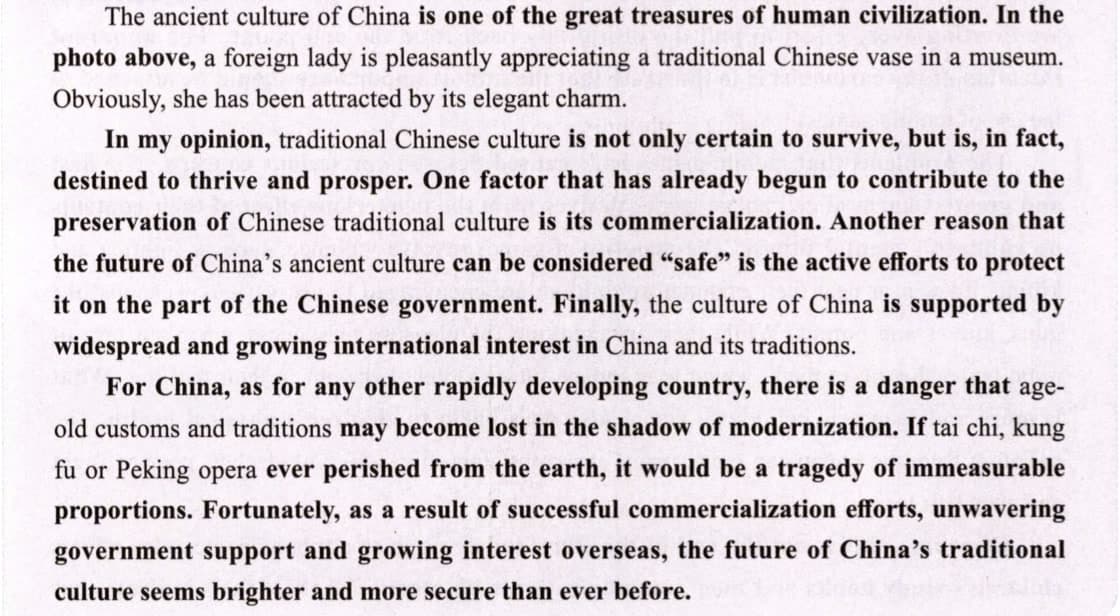 The ancient culture of China is one of the great treasures of human civilization. In the
photo above, a foreign lady is pleasantly appreciating a traditional Chinese vase in a museum.
Obviously, she has been attracted by its elegant charm.
In my opinion, traditional Chinese culture is not only certain to survive, but is, in fact,
destined to thrive and prosper. One factor that has already begun to contribute to the
preservation of Chinese traditional culture is its commercialization. Another reason that
the future of China's ancient culture can be considered “safe” is the active efforts to protect
it on the part of the Chinese government. Finally, the culture of China is supported by
widespread and growing international interest in China and its traditions.
For China, as for any other rapidly developing country, there is a danger that age-
old customs and traditions may become lost in the shadow of modernization. If tai chi, kung
fu or Peking opera ever perished from the earth, it would be a tragedy of immeasurable
proportions. Fortunately, as a result of successful commercialization efforts, unwavering
government support and growing interest overseas, the future of China's traditional
culture seems brighter and more secure than ever before.